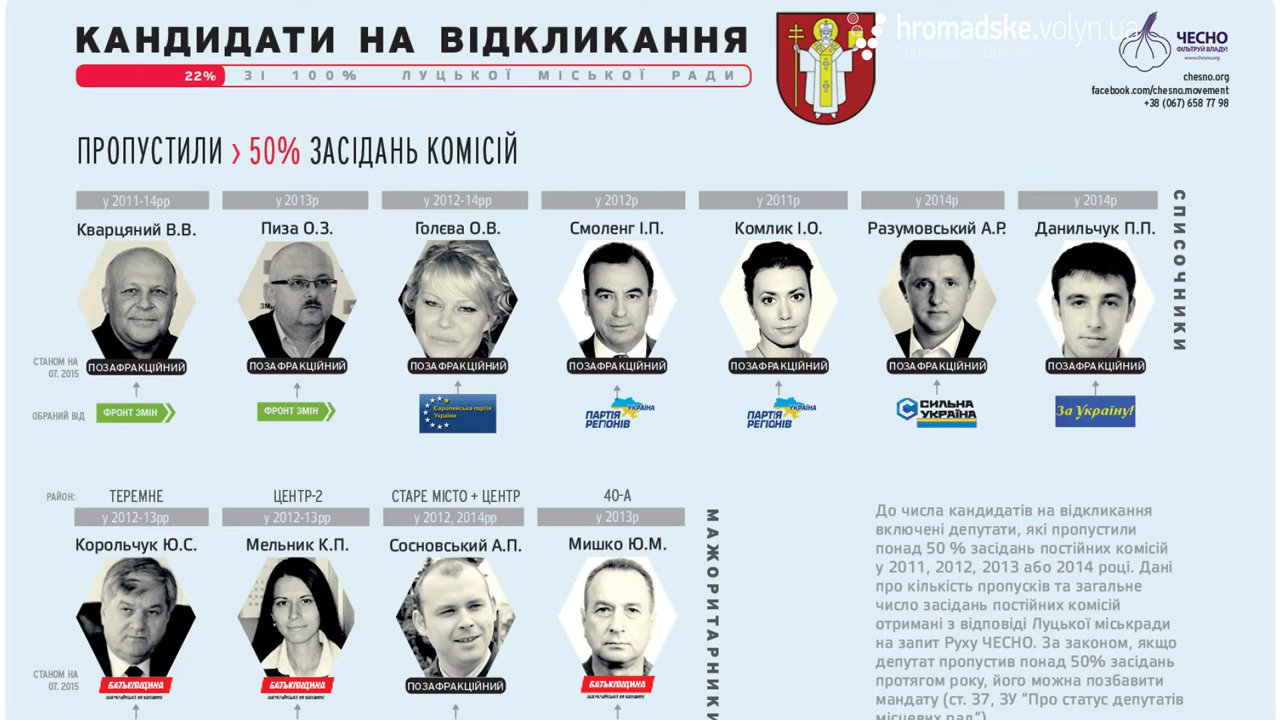 КАНДИДАТИ НА ВІДКЛИКАННЯ
22% ЗІ 100% ЛУЦЬКОЇ МІСЬКОЇ РАДИ
hromadske.volyn.ua
ЧЕСНО
ФІЛЬТРУЙ ВЛАДУ!
www.chesno.org
chesno.org
facebook.com/chesno.movement
+38 (067) 658 77 98
ПРОПУСТИЛИ > 50% ЗАСІДАНЬ КОМІСІЙ
у 2011-14рр у 2013р у 2012-14рр у 2012р у 2011р у 2014р у 2014р
Кварцяний В.В. Пиза О.З. Голєва О.В. Смоленг І.П. Комлик І.О. Разумовський А.Р. Данильчук П.П.
СПИСОЧНИКИ
СТАНОМ НА
07. 2015
ПОЗАФРАКЦІЙНИЙ ПОЗАФРАКЦІЙНИЙ ПОЗАФРАКЦІЙНИЙ ПОЗАФРАКЦІЙНИЙ ПОЗАФРАКЦІЙНИЙ ПОЗАФРАКЦІЙНИЙ ПОЗАФРАКЦІЙНИЙ
ОБРАНИЙ ВІД
ФРОНТ ЗМІН
ФРОНТ ЗМІН
Європейська партія
України
ПАРТІЯ УКРАЇНА
РЕГІОНІВ
ПАРТІЯ УКРАЇНА
РЕГІОНІВ
СИЛЬНА
УКРАЇНА
За Україну!
РАЙОН: ТЕРЕМНЕ ЦЕНТР-2 СТАРЕ МІСТО + ЦЕНТР 40-А
у 2012-13рр у 2012-13рр у 2012, 2014рр у 2013р
Корольчук Ю.С. Мельник К.П. Сосновський А.П. Мишко Ю.М.
МАЖОРИТАРНИКИ
СТАНОМ НА
07. 2015
БАТЬКІВЩИНА БАТЬКІВЩИНА ПОЗАФРАКЦІЙНИЙ БАТЬКІВЩИНА
До числа кандидатів на відкликання
включені депутати, які пропустили
понад 50 % засідань постійних комісій
у 2011, 2012, 2013 або 2014 році. Дані
про кількість пропусків та загальне
число засідань постійних комісій
отримані з відповіді Луцької міськради
на запит Руху ЧЕСНО. За законом, якщо
депутат пропустив понад 50% засідань
протягом року, його можна позбавити
мандату (ст. 37, ЗУ "Про статус депутатів
місцевих рад")